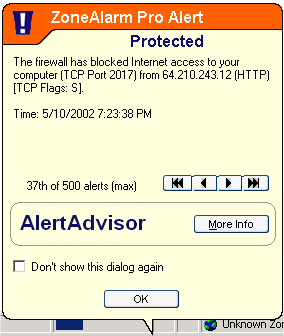 ZoneAlarm Pro Alert
Protected
The firewall has blocked Internet access to your
computer (TCP Port 2017) from 64.210.243.12 (HTTP)
[TCP Flags: S].
Time: 5/10/2002 7:23:38 PM
37th of 500 alerts (max)
AlertAdvisor
More Info
Don't show this dialog again
OK
Unknown Zon